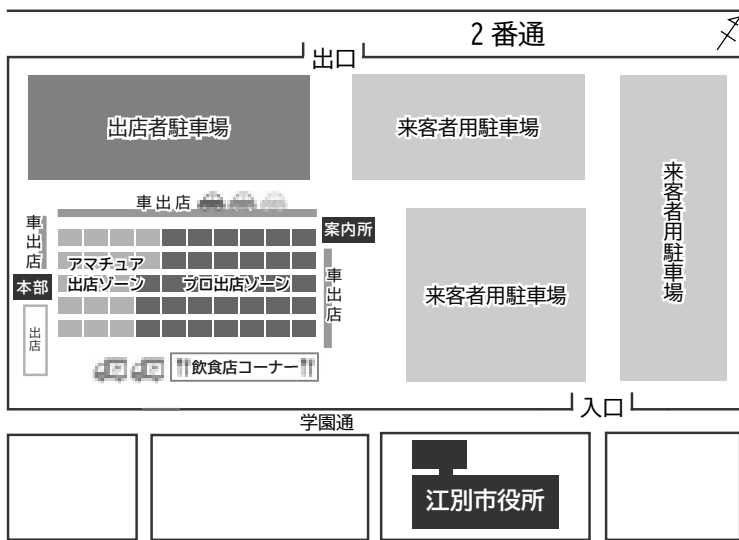 2番通
出口
出店者駐車場
来客者用駐車場
来客者用駐車場
車出店
車出店
案内所
アマチュア
出店ゾーン
プロ出店ゾーン
本部
車出店
来客者用駐車場
出店
飲食店コーナー
入口
学園通
江別市役所